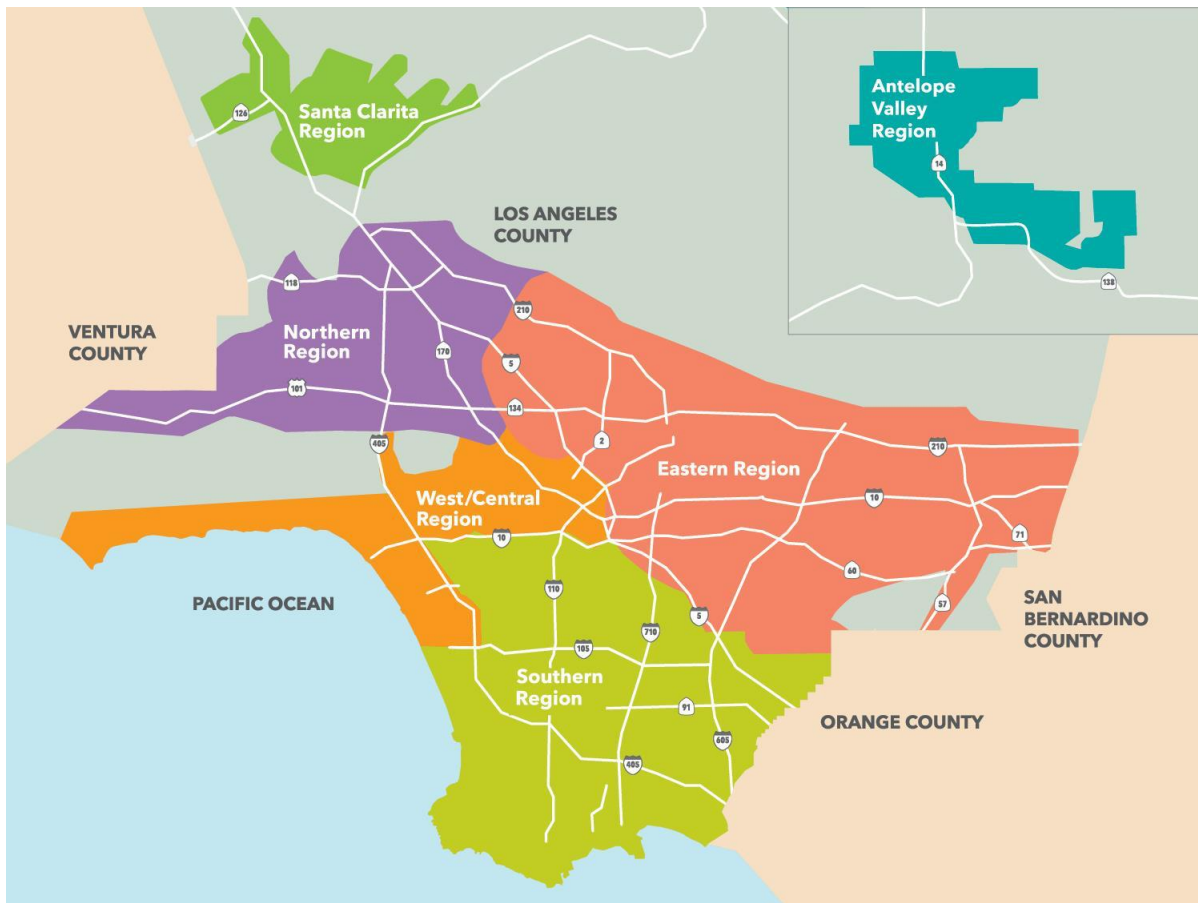 Antelope
Valley
Region
14
138
126
Santa Clarita
Region
LOS ANGELES
COUNTY
118
210
VENTURA
COUNTY
Northern
Region
170
5
101
134
405
2
210
Eastern Region
West/Central
Region
10
10
71
60
PACIFIC OCEAN
110
57
SAN
BERNARDINO
COUNTY
5
710
105
Southern
Region
91
ORANGE COUNTY
605
405